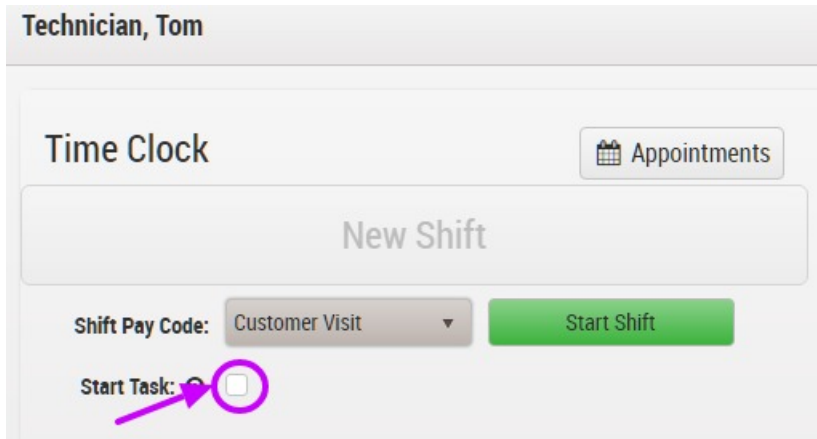 Technician, Tom
Time Clock
Appointments
New Shift
Shift Pay Code: Customer Visit Start Shift
Start Task: